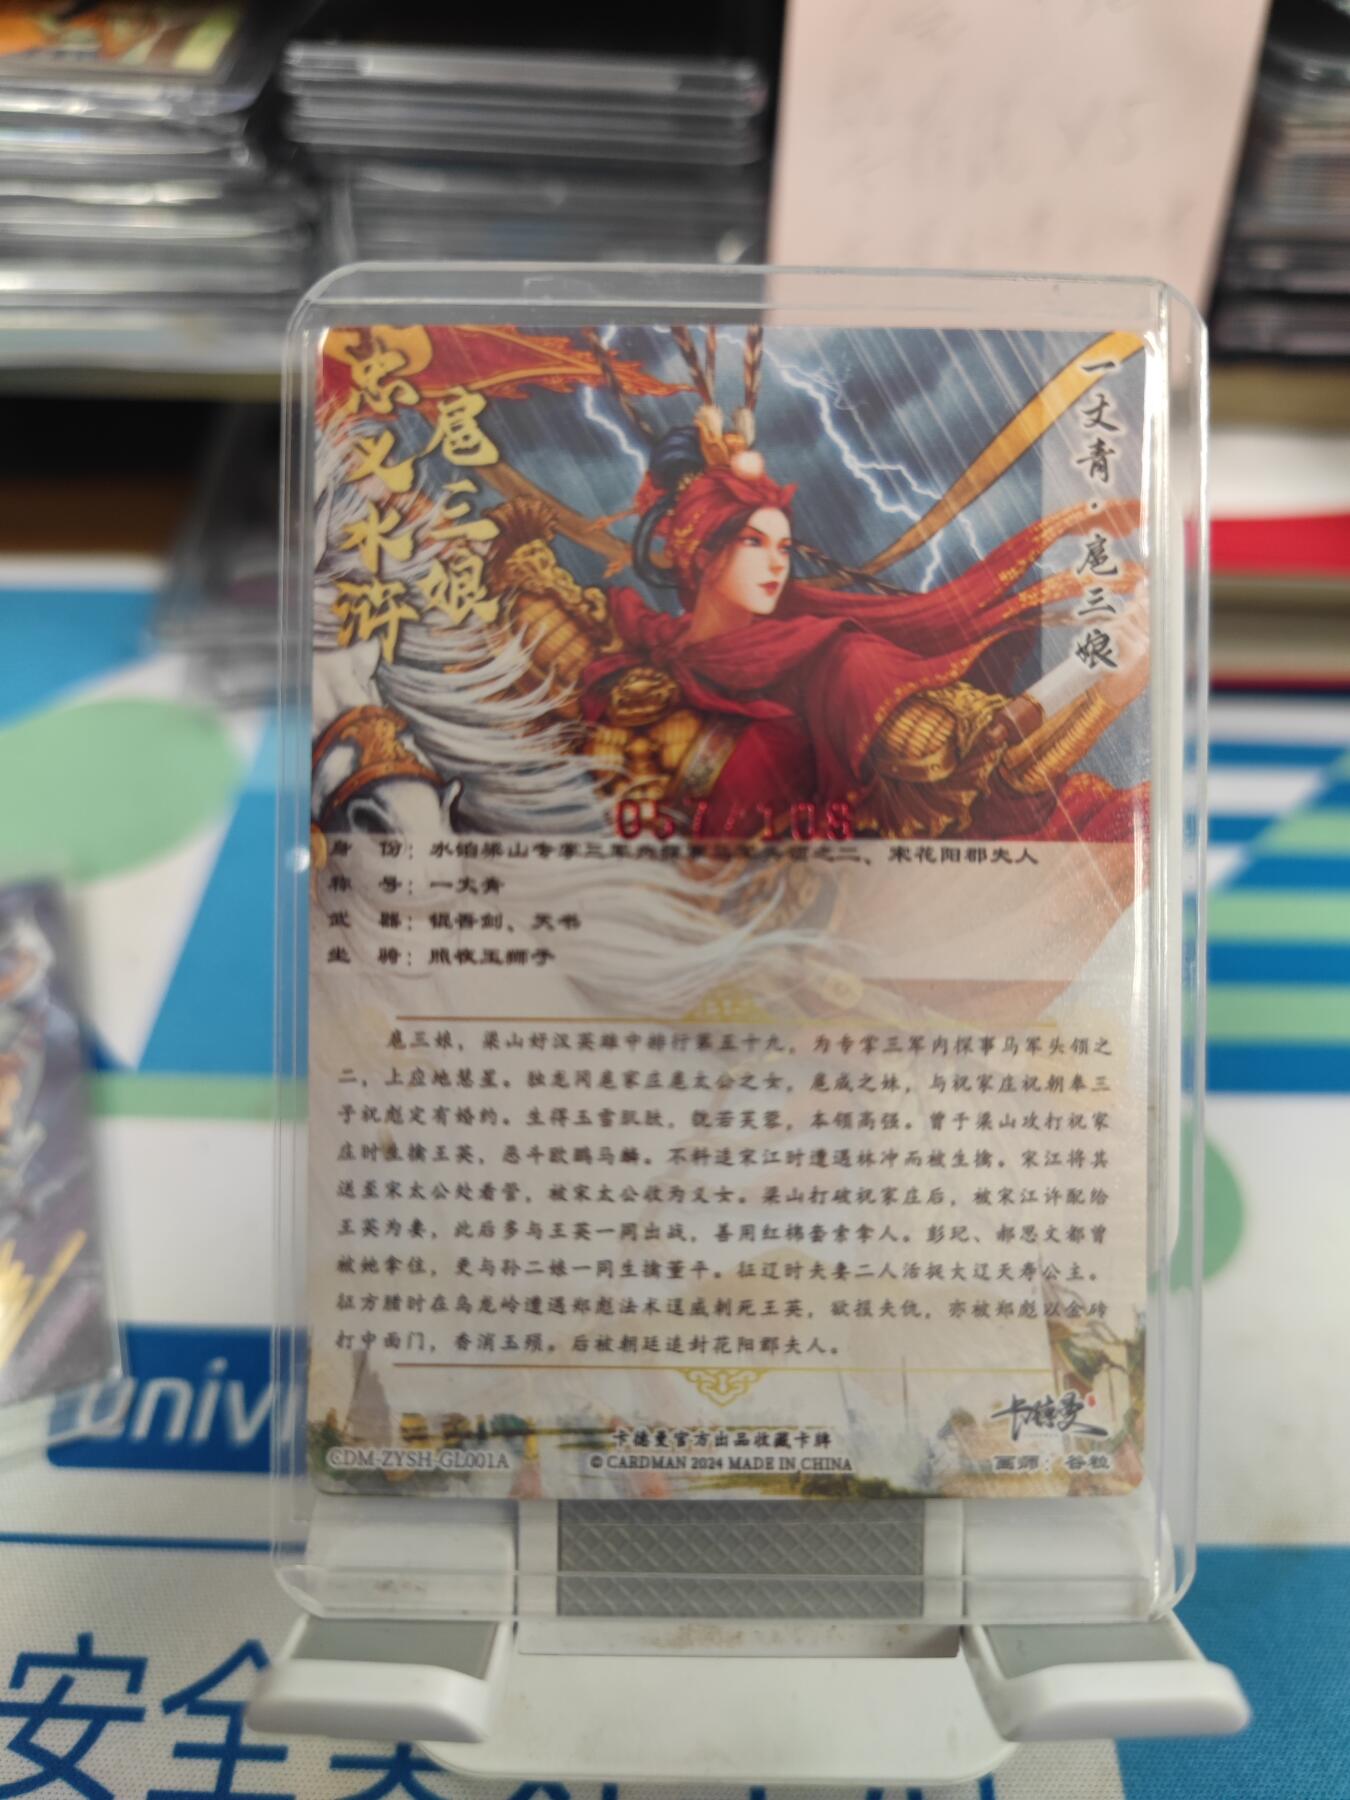 忠义水浒
扈三娘
一丈青·扈三娘
057/108
身 份：水泊梁山专掌三军内探事马军头领之二、宋花阳郡夫人
称 号：一丈青
武 器：锟吾剑、天书
坐 骑：照夜玉狮子
扈三娘，梁山好汉英雄中排行第五十九，为专掌三军内探事马军头领之
二，上应地慧星。独龙冈扈家庄扈太公之女，扈成之妹，与祝家庄祝朝奉三
子祝彪定有婚约。生得玉雪肌肤，貌若芙蓉，本领高强。曾于梁山攻打祝家
庄时生擒王英，恶斗欧鹏马麟。不料追宋江时遭遇林冲而被生擒。宋江将其
送至宋太公处看管，被宋太公收为义女。梁山打破祝家庄后，被宋江许配给
王英为妻，此后多与王英一同出战，善用红棉套索拿人。彭玘、郝思文都曾
被她拿住，更与孙二娘一同生擒董平。征辽时夫妻二人活捉大辽天寿公主。
征方腊时在乌龙岭遭遇郑彪法术逞威刺死王英，欲报夫仇，亦被郑彪以金砖
打中面门，香消玉殒。后被朝廷追封花阳郡夫人。
卡德曼
卡德曼官方出品收藏卡牌
CDM-ZYSH-GL001A
© CARDMAN 2024 MADE IN CHINA
画师：谷粒
univ
安全